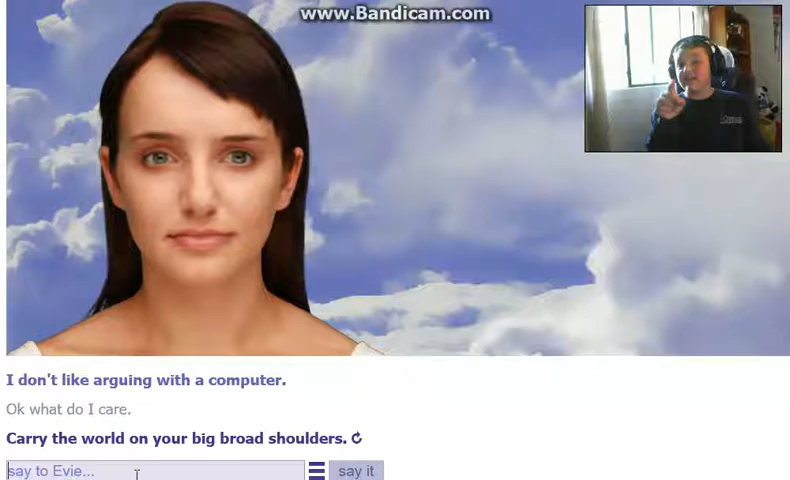 www.Bandicam.com
I don't like arguing with a computer.
Ok what do I care.
Carry the world on your big broad shoulders.
say to Evie...
say it